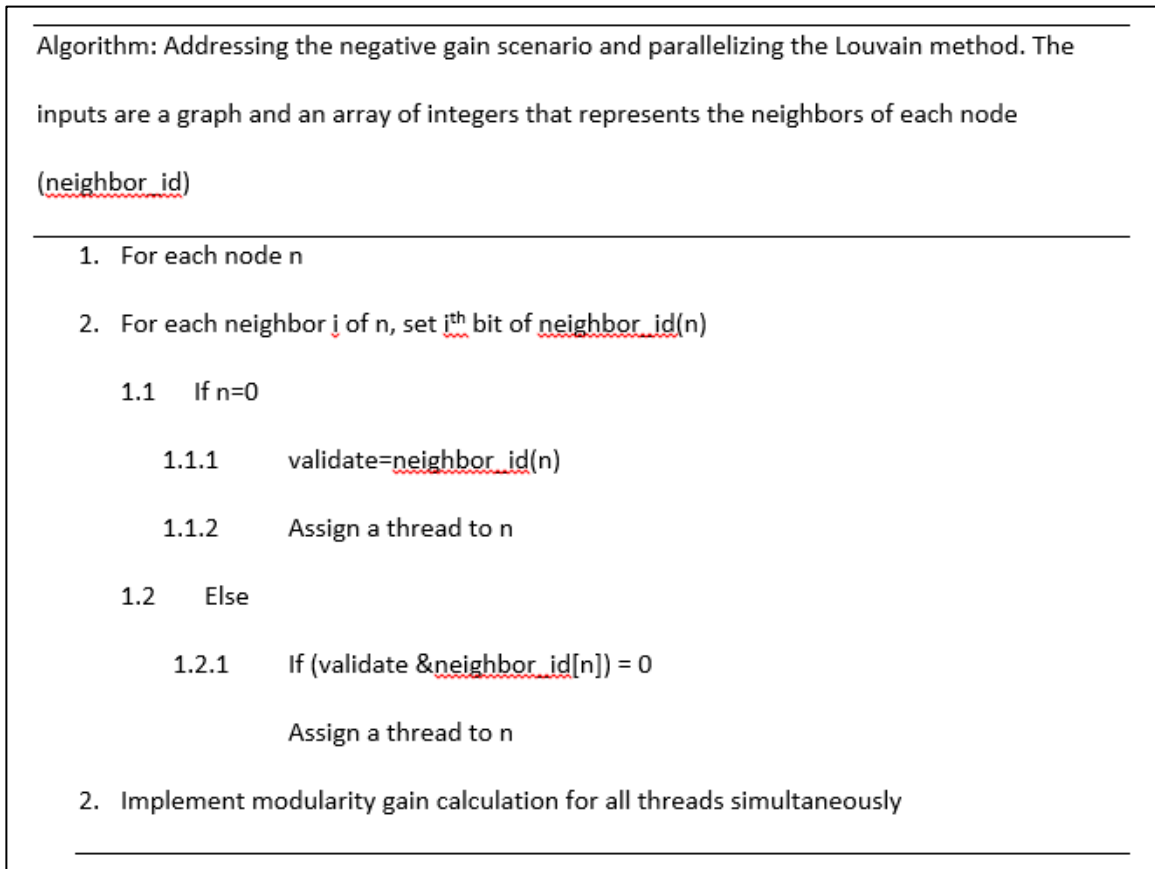 Algorithm: Addressing the negative gain scenario and parallelizing the Louvain method. The
inputs are a graph and an array of integers that represents the neighbors of each node
(neighbor_id)
1. For each node n
2. For each neighbor i of n, set ith bit of neighbor_id(n)
1.1 If n=0
1.1.1 validate=neighbor_id(n)
1.1.2 Assign a thread to n
1.2 Else
1.2.1 If (validate &neighbor_id[n]) = 0
Assign a thread to n
2. Implement modularity gain calculation for all threads simultaneously